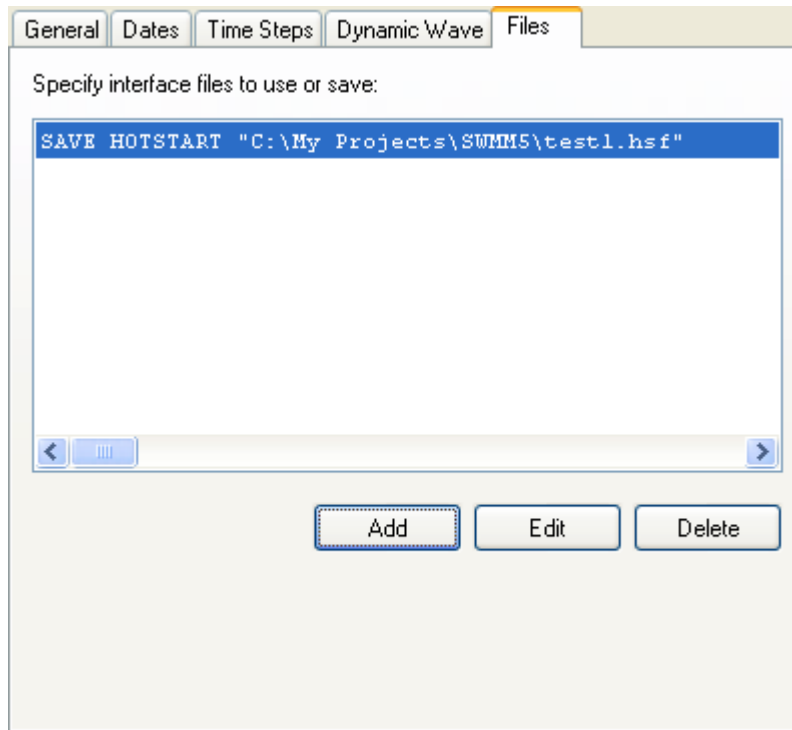 General Dates Time Steps Dynamic Wave Files
Specify interface files to use or save:
SAVE HOTSTART "C:\My Projects\SWMM5\test1.hsf"
Add Edit Delete